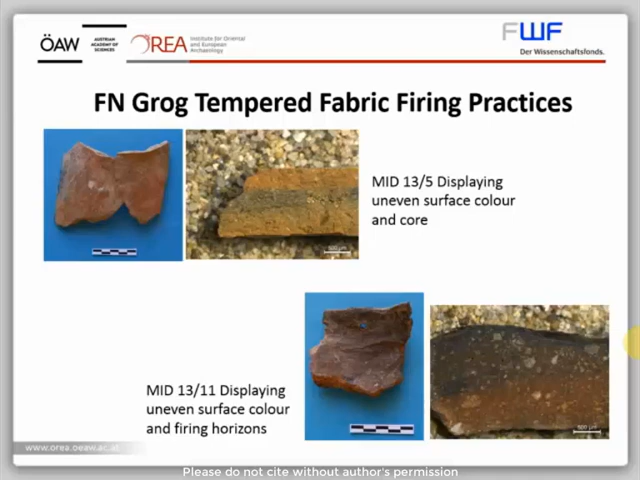 ÖAW
AUSTRIAN
ACADEMY OF
SCIENCES
OREA
Institute for Oriental
and European
Archaeology
FWF
Der Wissenschaftsfonds.
FN Grog Tempered Fabric Firing Practices
MID 13/5 Displaying
uneven surface colour
and core
MID 13/11 Displaying
uneven surface colour
and firing horizons
www.orea.oeaw.ac.at
Please do not cite without author's permission